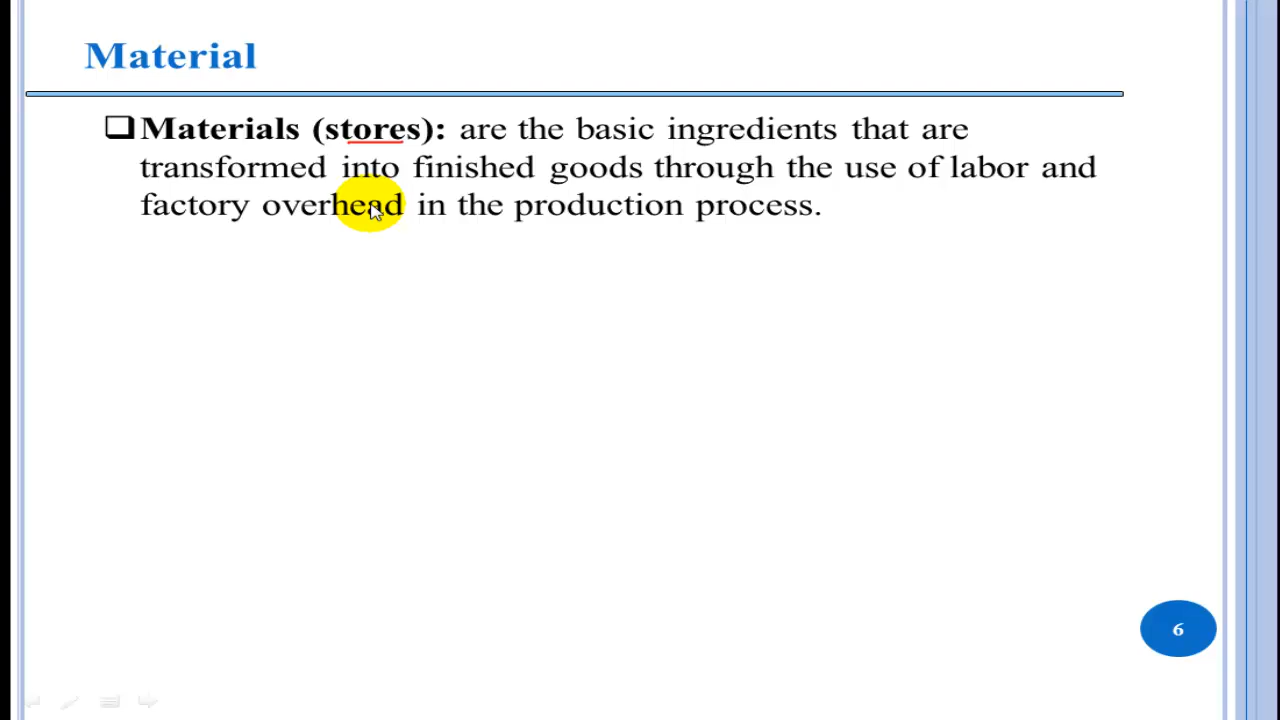 Material
Materials (stores): are the basic ingredients that are
transformed into finished goods through the use of labor and
factory overhead in the production process.
6